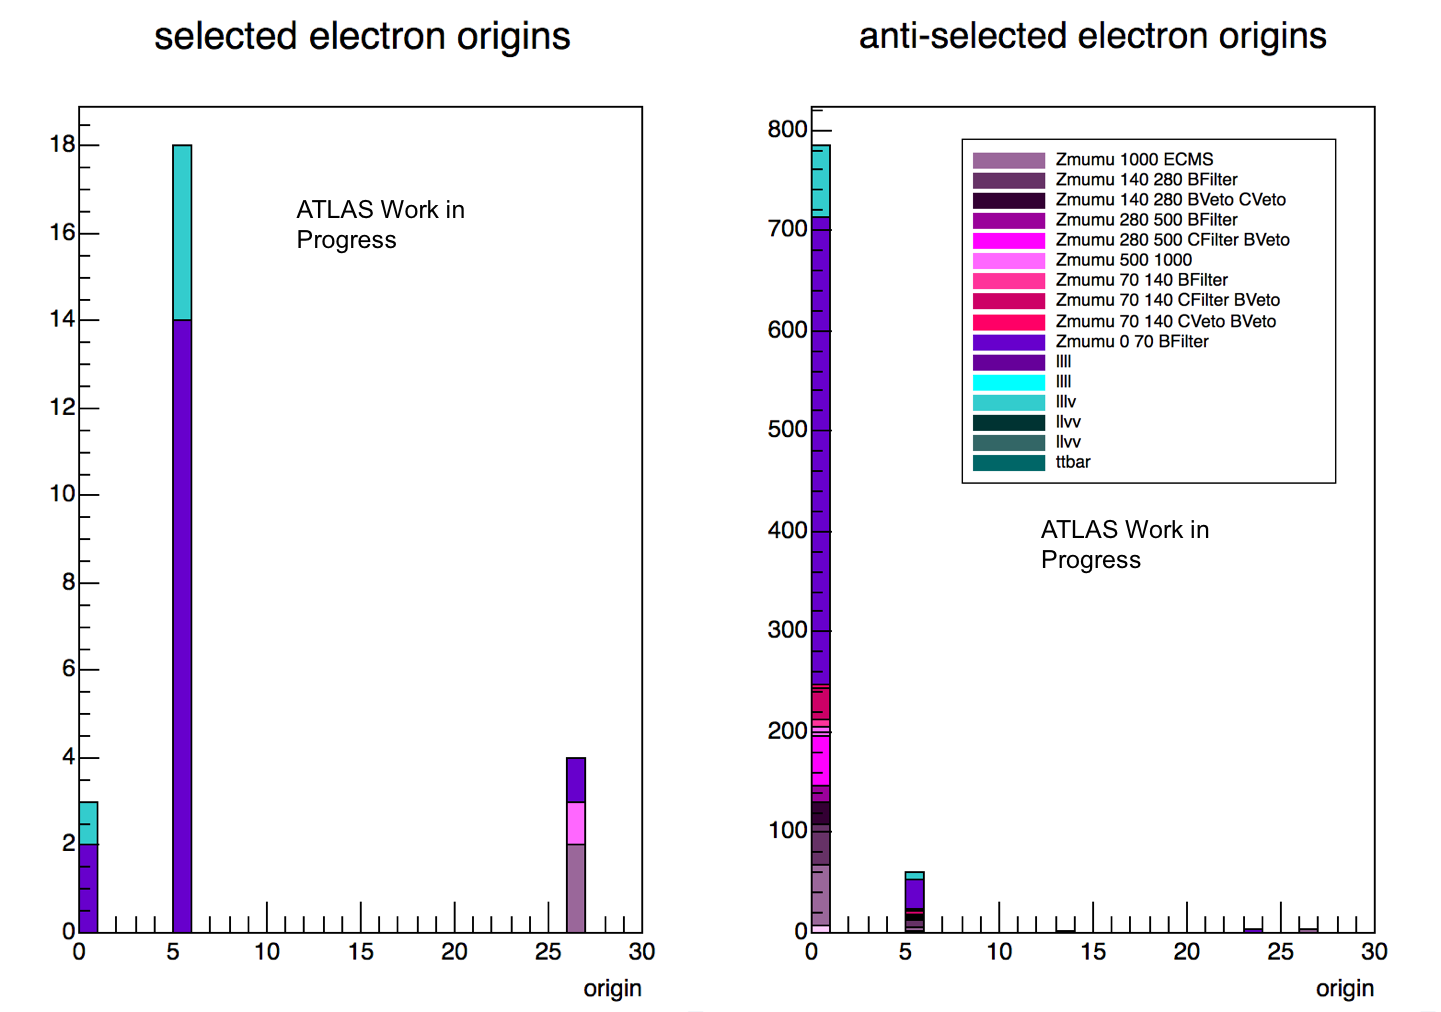 selected electron origins
18
16
14
12
10
8
6
4
2
0
0 5 10 15 20 25 30
origin
ATLAS Work in
Progress
anti-selected electron origins
800
700
600
500
400
300
200
100
0
0 5 10 15 20 25 30
origin
Zmumu 1000 ECMS
Zmumu 140 280 BFilter
Zmumu 140 280 BVeto CVeto
Zmumu 280 500 BFilter
Zmumu 280 500 CFilter BVeto
Zmumu 500 1000
Zmumu 70 140 BFilter
Zmumu 70 140 CFilter BVeto
Zmumu 70 140 CVeto BVeto
Zmumu 0 70 BFilter
llll
llll
lllv
llvv
llvv
ttbar
ATLAS Work in
Progress